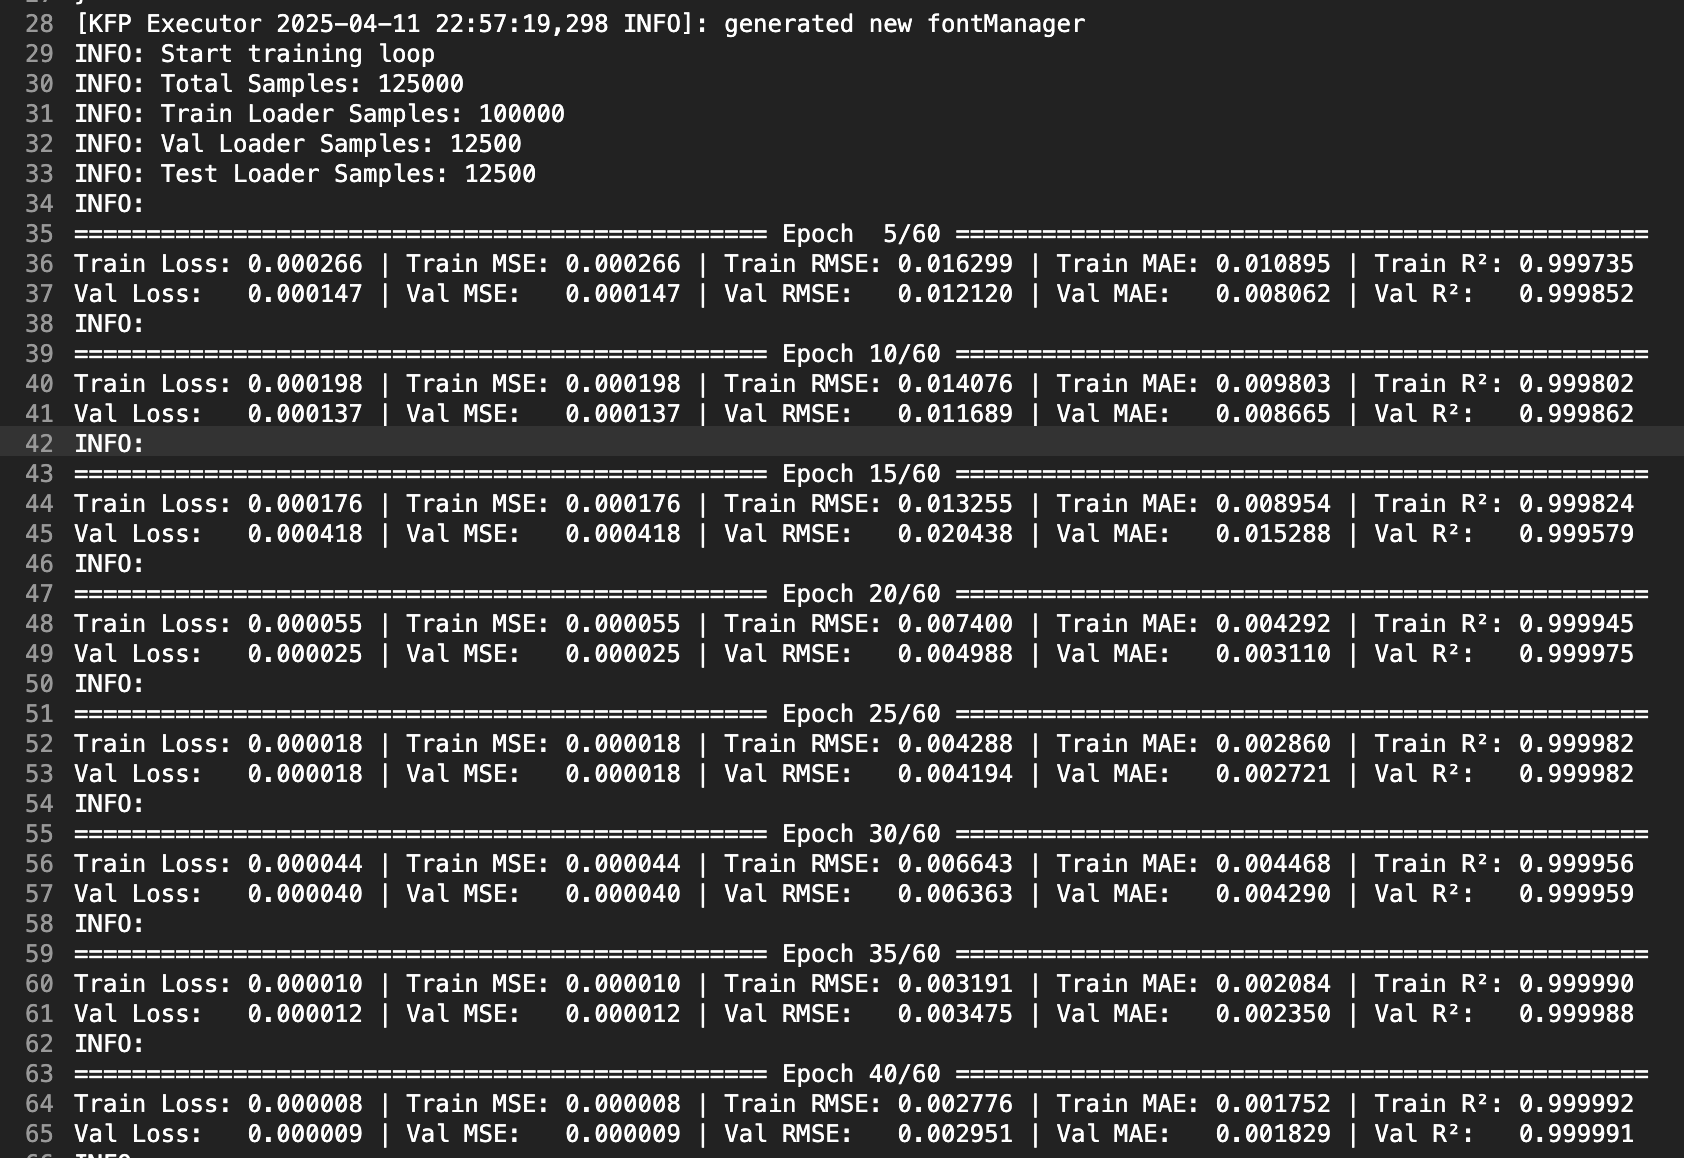 28 [KFP Executor 2025-04-11 22:57:19,298 INFO]: generated new fontManager
29 INFO: Start training loop
30 INFO: Total Samples: 125000
31 INFO: Train Loader Samples: 100000
32 INFO: Val Loader Samples: 12500
33 INFO: Test Loader Samples: 12500
34 INFO:
35 ================================================ Epoch  5/60 ================================================
36 Train Loss: 0.000266 | Train MSE: 0.000266 | Train RMSE: 0.016299 | Train MAE: 0.010895 | Train R²: 0.999735
37 Val Loss:   0.000147 | Val MSE:   0.000147 | Val RMSE:   0.012120 | Val MAE:   0.008062 | Val R²:   0.999852
38 INFO:
39 ================================================ Epoch 10/60 ================================================
40 Train Loss: 0.000198 | Train MSE: 0.000198 | Train RMSE: 0.014076 | Train MAE: 0.009803 | Train R²: 0.999802
41 Val Loss:   0.000137 | Val MSE:   0.000137 | Val RMSE:   0.011689 | Val MAE:   0.008665 | Val R²:   0.999862
42 INFO:
43 ================================================ Epoch 15/60 ================================================
44 Train Loss: 0.000176 | Train MSE: 0.000176 | Train RMSE: 0.013255 | Train MAE: 0.008954 | Train R²: 0.999824
45 Val Loss:   0.000418 | Val MSE:   0.000418 | Val RMSE:   0.020438 | Val MAE:   0.015288 | Val R²:   0.999579
46 INFO:
47 ================================================ Epoch 20/60 ================================================
48 Train Loss: 0.000055 | Train MSE: 0.000055 | Train RMSE: 0.007400 | Train MAE: 0.004292 | Train R²: 0.999945
49 Val Loss:   0.000025 | Val MSE:   0.000025 | Val RMSE:   0.004988 | Val MAE:   0.003110 | Val R²:   0.999975
50 INFO:
51 ================================================ Epoch 25/60 ================================================
52 Train Loss: 0.000018 | Train MSE: 0.000018 | Train RMSE: 0.004288 | Train MAE: 0.002860 | Train R²: 0.999982
53 Val Loss:   0.000018 | Val MSE:   0.000018 | Val RMSE:   0.004194 | Val MAE:   0.002721 | Val R²:   0.999982
54 INFO:
55 ================================================ Epoch 30/60 ================================================
56 Train Loss: 0.000044 | Train MSE: 0.000044 | Train RMSE: 0.006643 | Train MAE: 0.004468 | Train R²: 0.999956
57 Val Loss:   0.000040 | Val MSE:   0.000040 | Val RMSE:   0.006363 | Val MAE:   0.004290 | Val R²:   0.999959
58 INFO:
59 ================================================ Epoch 35/60 ================================================
60 Train Loss: 0.000010 | Train MSE: 0.000010 | Train RMSE: 0.003191 | Train MAE: 0.002084 | Train R²: 0.999990
61 Val Loss:   0.000012 | Val MSE:   0.000012 | Val RMSE:   0.003475 | Val MAE:   0.002350 | Val R²:   0.999988
62 INFO:
63 ================================================ Epoch 40/60 ================================================
64 Train Loss: 0.000008 | Train MSE: 0.000008 | Train RMSE: 0.002776 | Train MAE: 0.001752 | Train R²: 0.999992
65 Val Loss:   0.000009 | Val MSE:   0.000009 | Val RMSE:   0.002951 | Val MAE:   0.001829 | Val R²:   0.999991